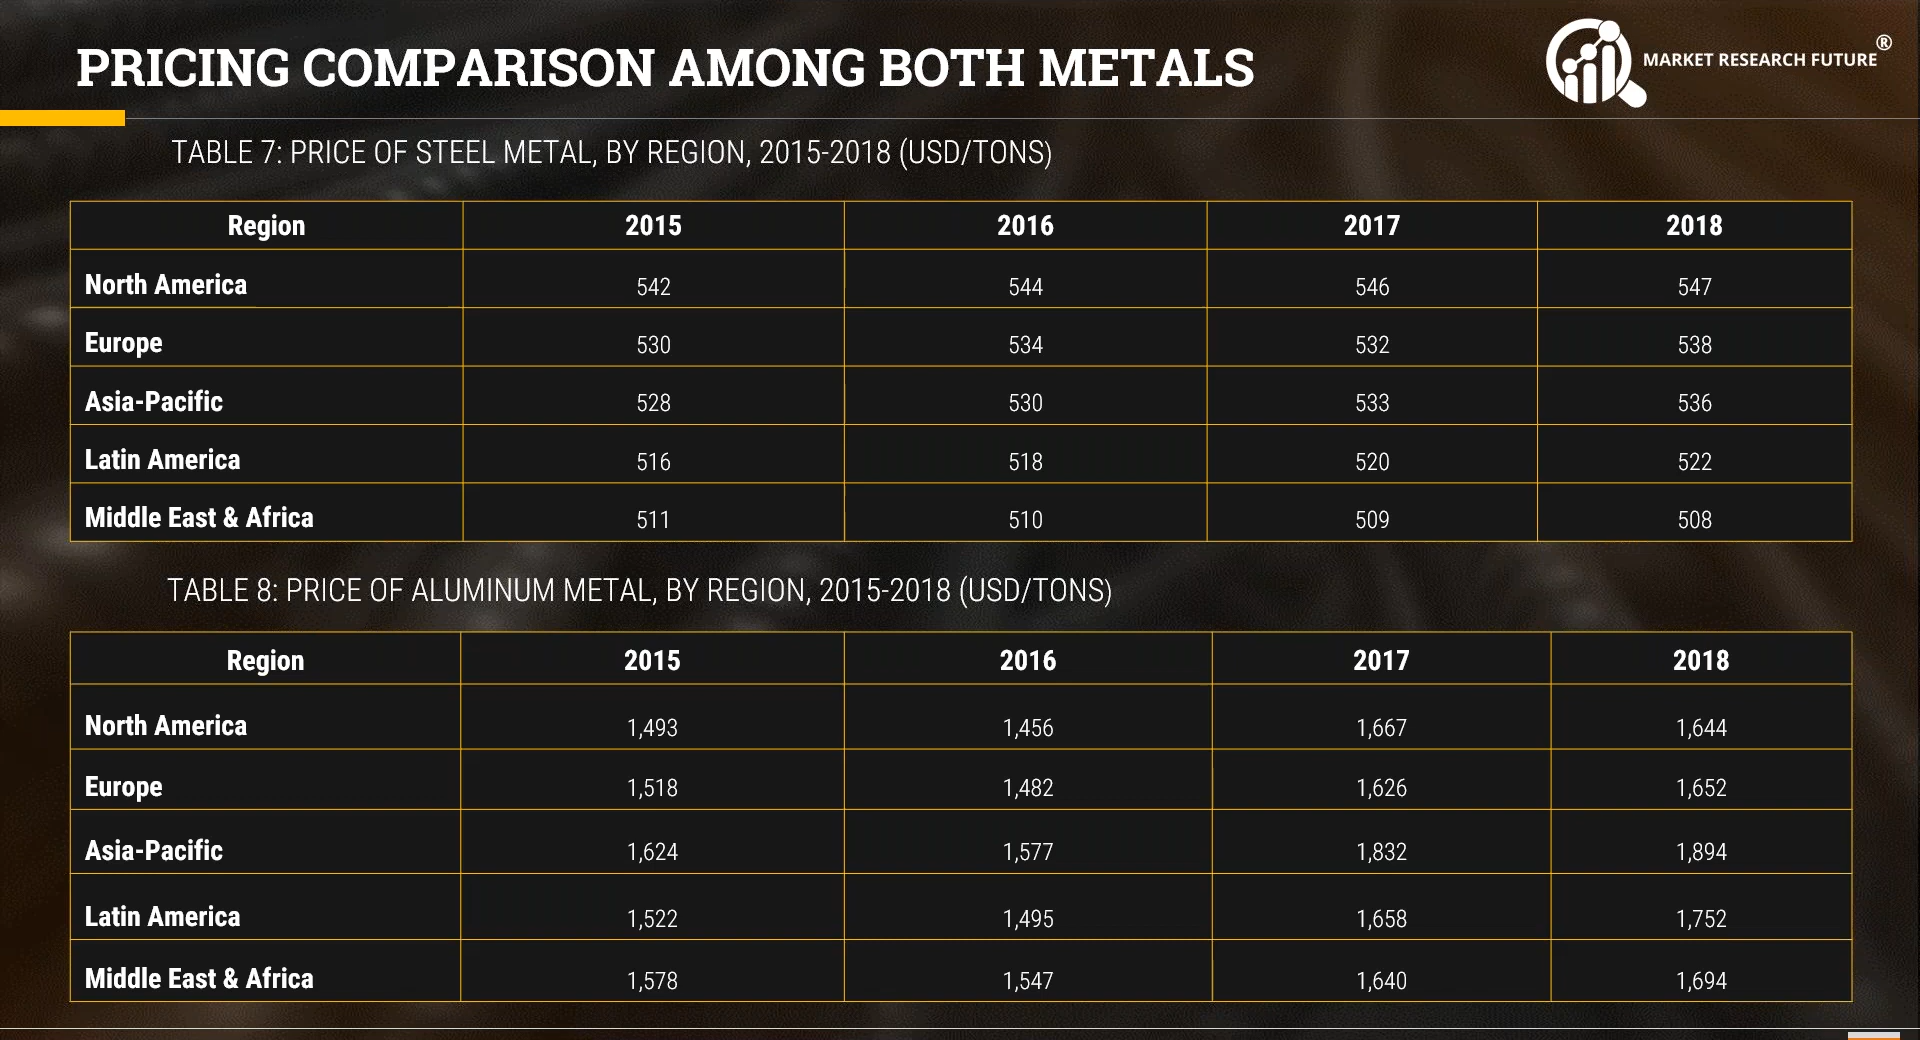 PRICING COMPARISON AMONG BOTH METALS
MARKET RESEARCH FUTURE®
TABLE 7: PRICE OF STEEL METAL, BY REGION, 2015-2018 (USD/TONS)
Region 2015 2016 2017 2018
North America 542 544 546 547
Europe 530 534 532 538
Asia-Pacific 528 530 533 536
Latin America 516 518 520 522
Middle East & Africa 511 510 509 508
TABLE 8: PRICE OF ALUMINUM METAL, BY REGION, 2015-2018 (USD/TONS)
Region 2015 2016 2017 2018
North America 1,493 1,456 1,667 1,644
Europe 1,518 1,482 1,626 1,652
Asia-Pacific 1,624 1,577 1,832 1,894
Latin America 1,522 1,495 1,658 1,752
Middle East & Africa 1,578 1,547 1,640 1,694